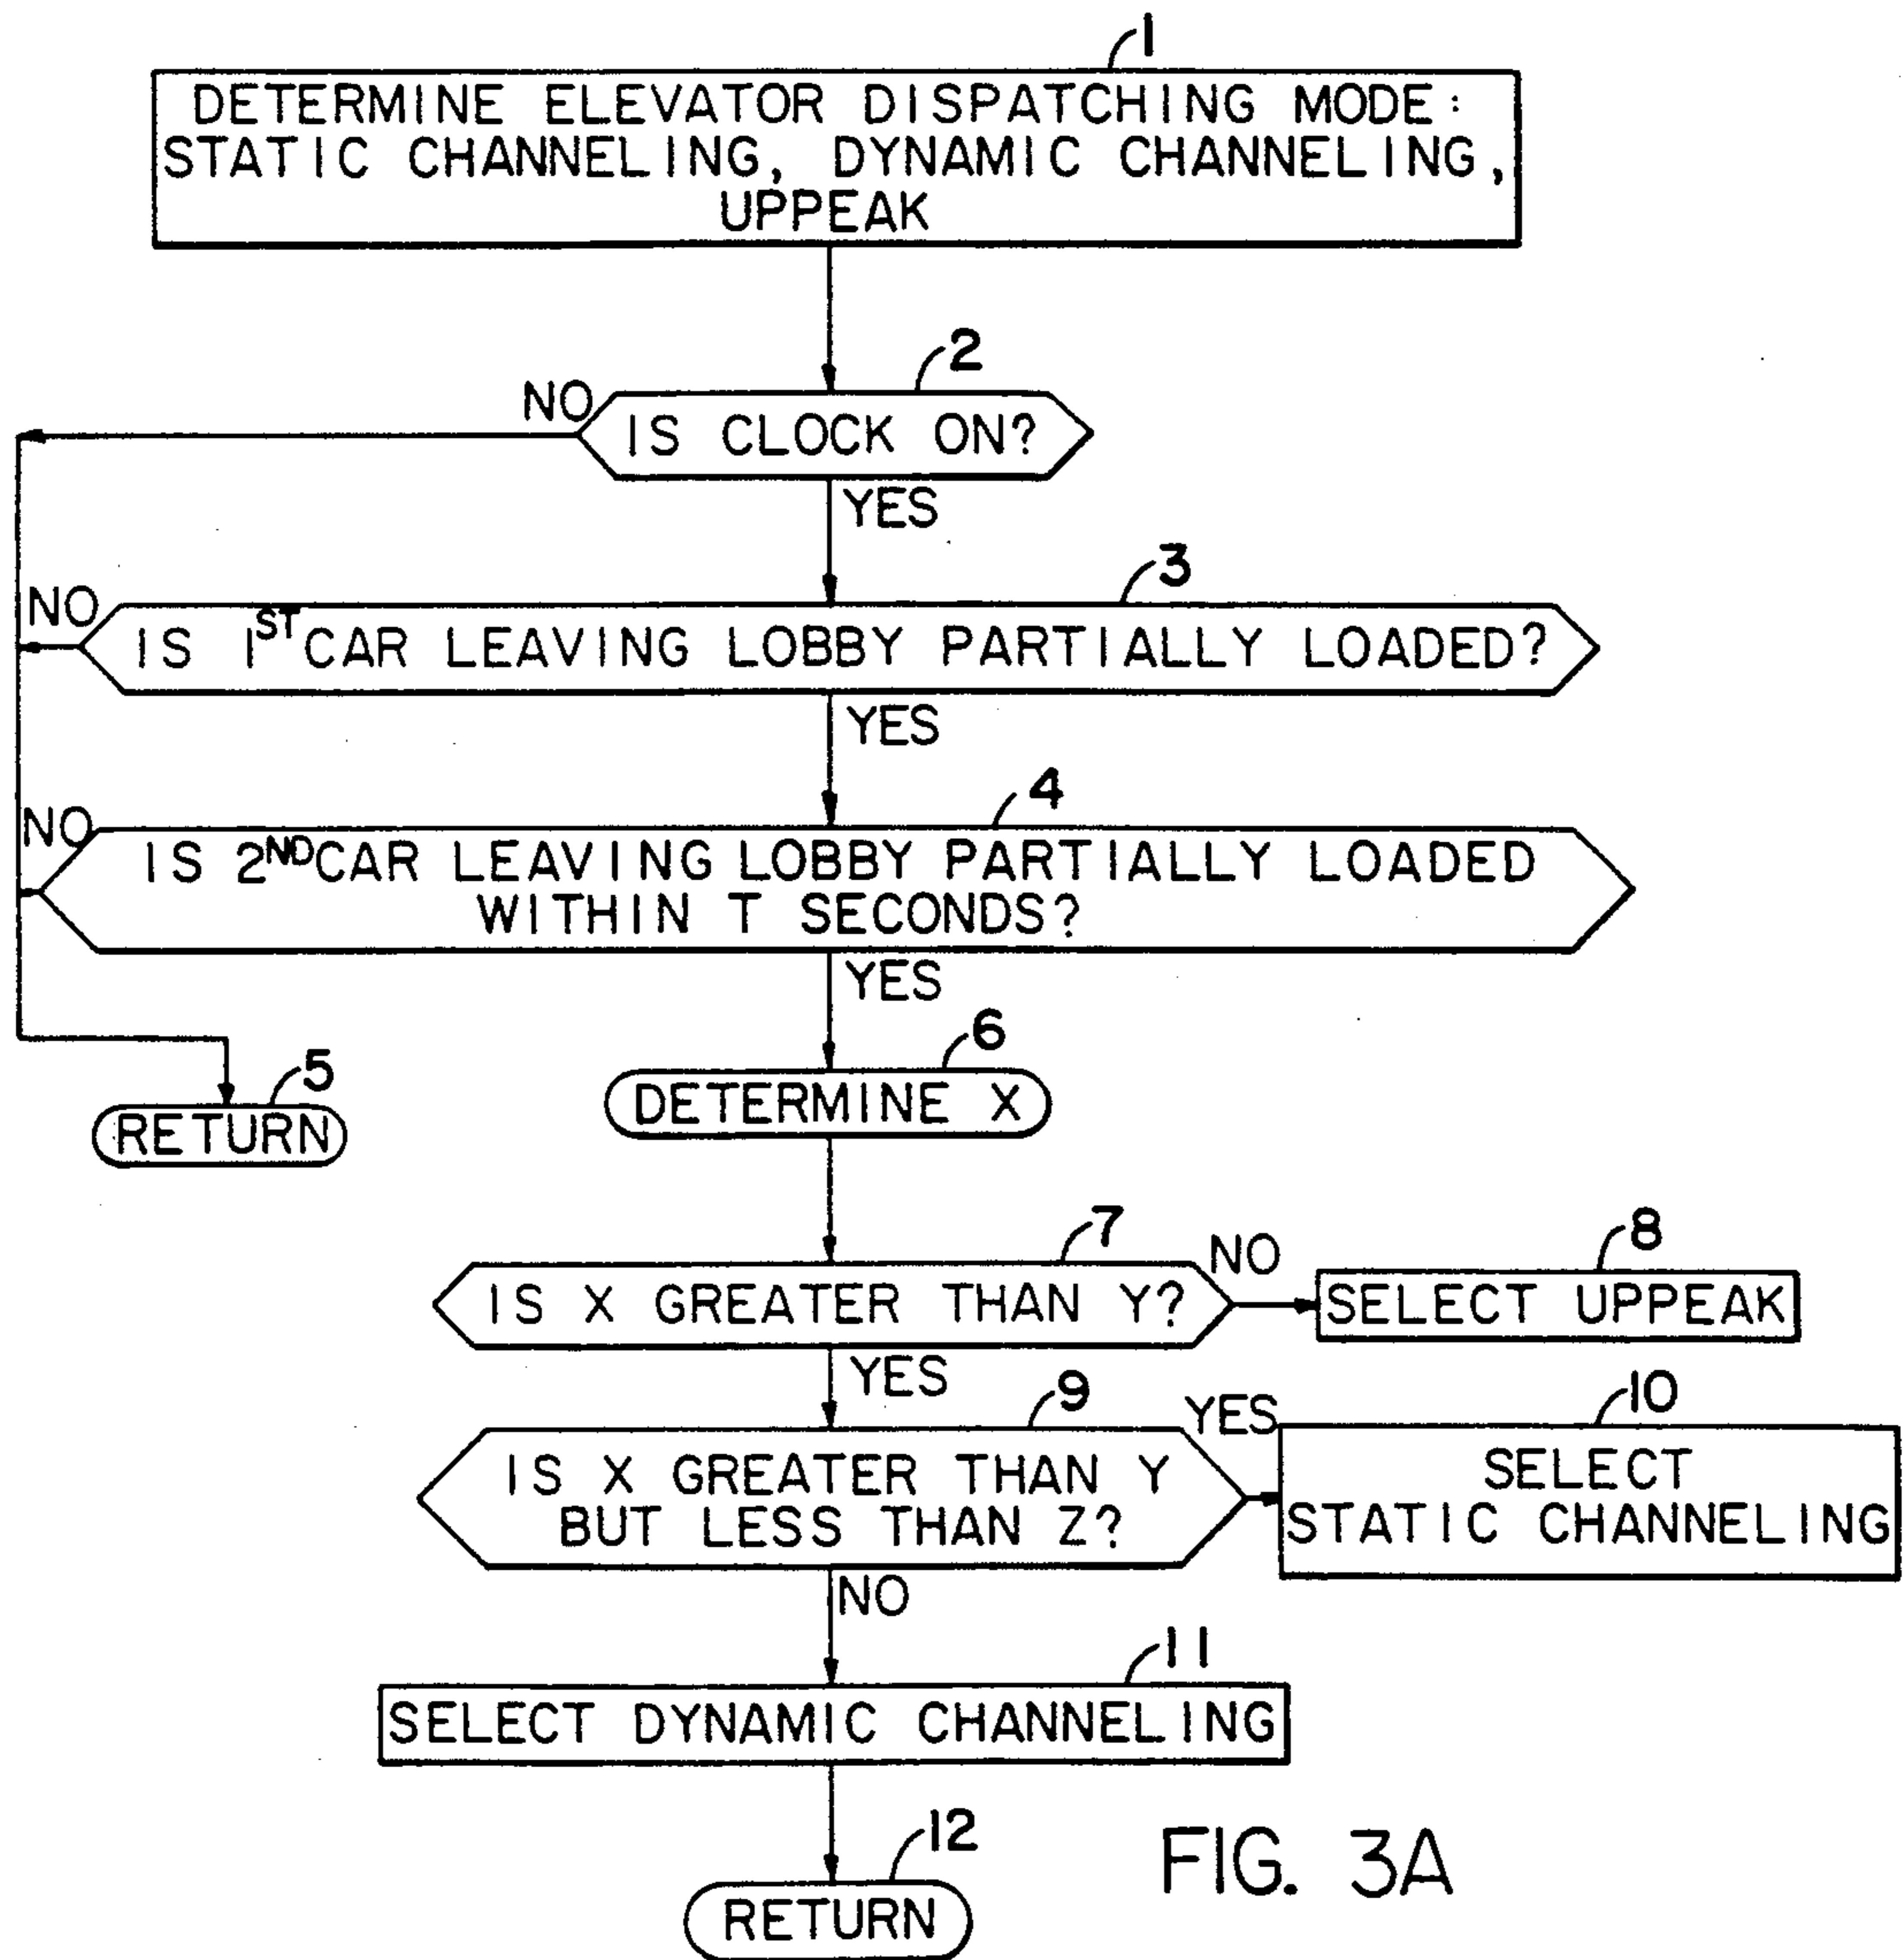 1
DETERMINE ELEVATOR DISPATCHING MODE:
STATIC CHANNELING, DYNAMIC CHANNELING,
UPPEAK
2
NO
IS CLOCK ON?
YES
3
NO
IS 1ST CAR LEAVING LOBBY PARTIALLY LOADED?
YES
4
NO
IS 2ND CAR LEAVING LOBBY PARTIALLY LOADED
WITHIN T SECONDS?
YES
5
RETURN
6
DETERMINE X
7
IS X GREATER THAN Y?
NO
8
SELECT UPPEAK
YES
9
IS X GREATER THAN Y
BUT LESS THAN Z?
YES
10
SELECT
STATIC CHANNELING
NO
11
SELECT DYNAMIC CHANNELING
12
RETURN
FIG. 3A